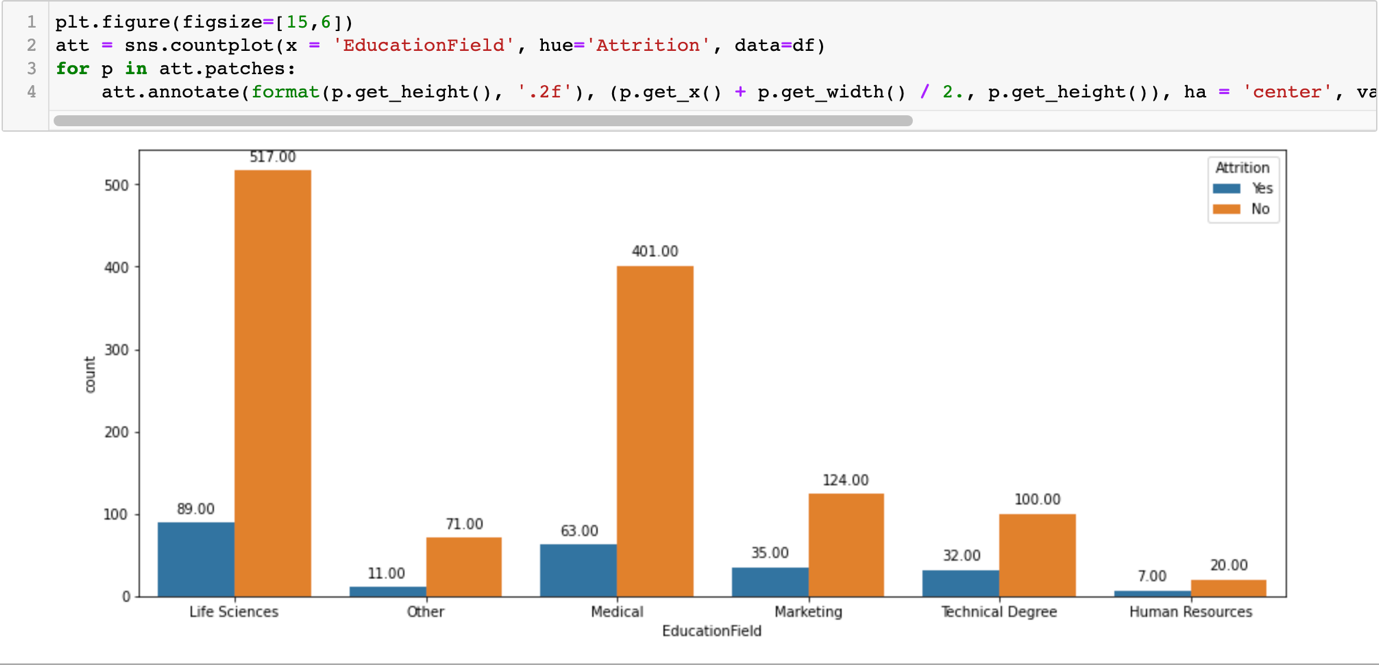 1 plt.figure(figsize=[15,6])
2 att = sns.countplot(x = 'EducationField', hue='Attrition', data=df)
3 for p in att.patches:
4     att.annotate(format(p.get_height(), '.2f'), (p.get_x() + p.get_width() / 2., p.get_height()), ha = 'center', va
517.00
500
Attrition
Yes
No
401.00
400
300
count
200
124.00
100.00
89.00
100
71.00
63.00
35.00
32.00
11.00
7.00
20.00
0
Life Sciences Other Medical Marketing Technical Degree Human Resources
EducationField